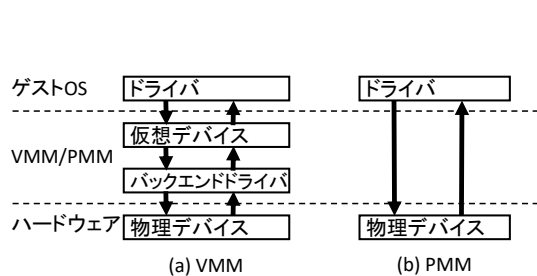 ゲストOS ドライバ ドライバ
仮想デバイス
VMM/PMM
バックエンドドライバ
ハードウェア 物理デバイス 物理デバイス
(a) VMM (b) PMM